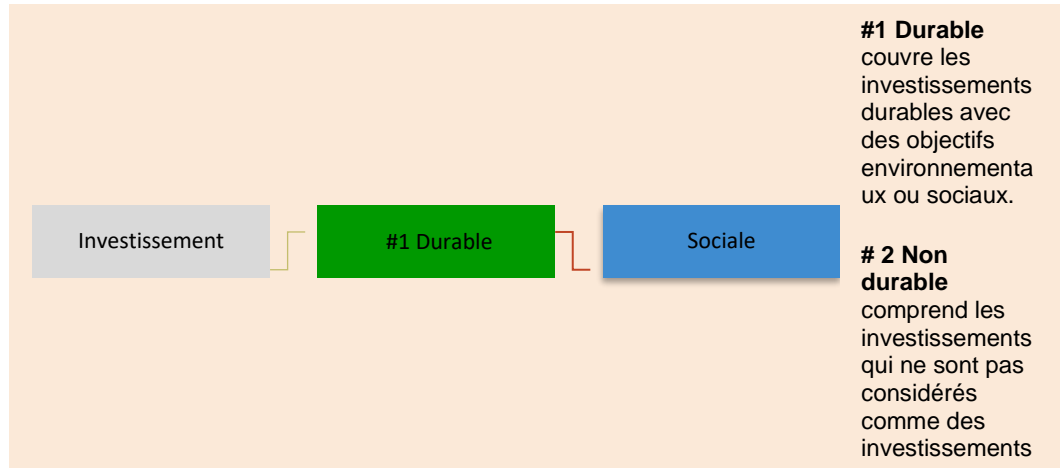 Investissement
#1 Durable
Sociale
#1 Durable
couvre les
investissements
durables avec
des objectifs
environnementa
ux ou sociaux.
# 2 Non
durable
comprend les
investissements
qui ne sont pas
considérés
comme des
investissements